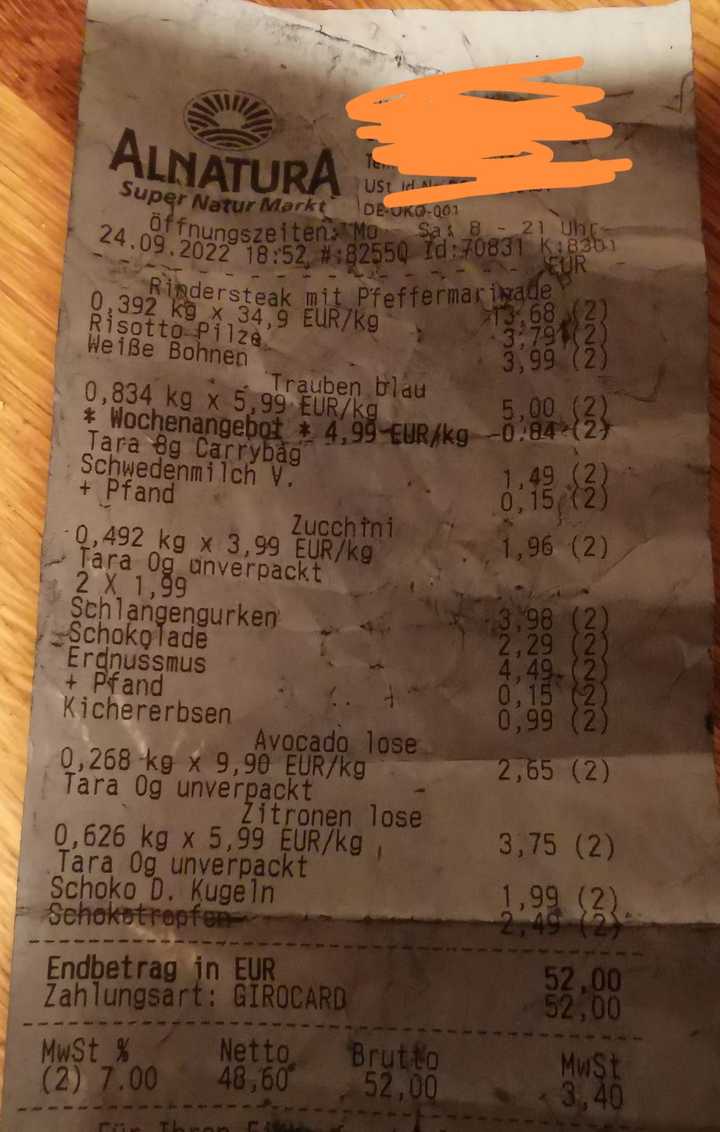 ALNATURA
Super Natur Markt
DE-ÖKO-001
Öffnungszeiten: Mo Sa: 8 - 21 Uhr
24.09.2022 18:52 #:82550 Id:70831 K:8301
EUR
Rindersteak mit Pfeffermarinade
0,392 kg x 34,9 EUR/kg 13,68 (2)
Risotto Pilze 3,79 (2)
Weiße Bohnen 3,99 (2)
Trauben blau
0,834 kg x 5,99 EUR/kg 5,00 (2)
* Wochenangebot * 4,99 EUR/kg -0,84 (2)
Tara 8g Carrybag
Schwedenmilch V. 1,49 (2)
+ Pfand 0,15 (2)
Zucchini
0,492 kg x 3,99 EUR/kg 1,96 (2)
Tara 0g unverpackt
2 X 1,99
Schlangengurken 3,98 (2)
Schokolade 2,29 (2)
Erdnussmus 4,49 (2)
+ Pfand 0,15 (2)
Kichererbsen 0,99 (2)
Avocado lose
0,268 kg x 9,90 EUR/kg 2,65 (2)
Tara 0g unverpackt
Zitronen lose
0,626 kg x 5,99 EUR/kg 3,75 (2)
Tara 0g unverpackt
Schoko D. Kugeln 1,99 (2)
Schokotropfen 2,49 (2)
Endbetrag in EUR 52,00
Zahlungsart: GIROCARD 52,00
MwSt % Netto Brutto MwSt
(2) 7.00 48,60 52,00 3,40
Für Ihren